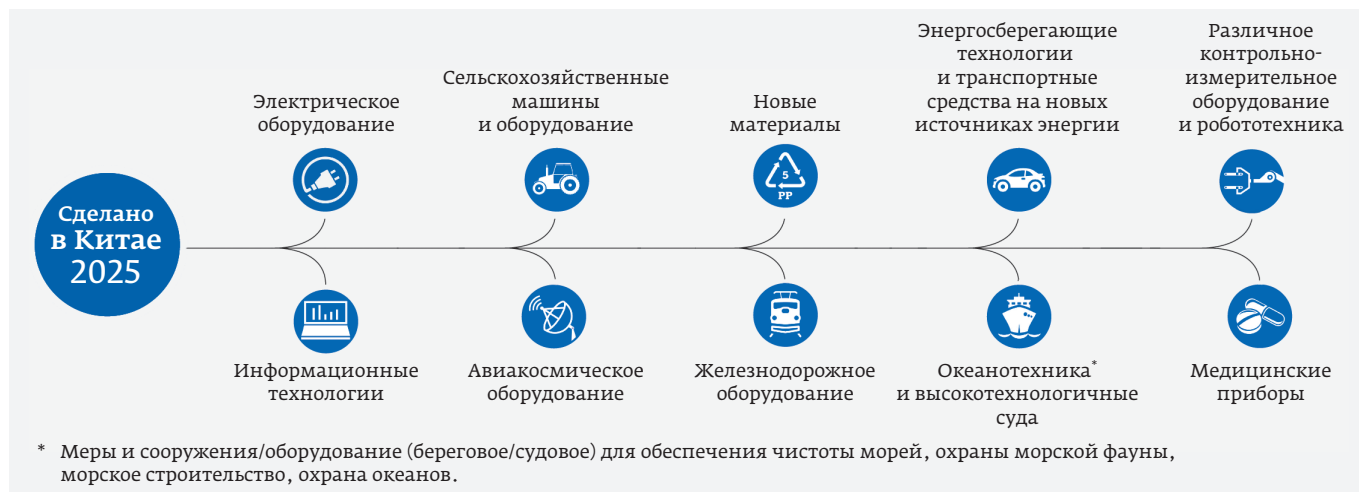 Сделано
в Китае
2025
Электрическое
оборудование
Сельскохозяйственные
машины
и оборудование
Новые
материалы
5
PP
Энергосберегающие
технологии
и транспортные
средства на новых
источниках энергии
Различное
контрольно-
измерительное
оборудование
и робототехника
Информационные
технологии
Авиакосмическое
оборудование
Железнодорожное
оборудование
Океанотехника*
и высокотехнологичные
суда
Медицинские
приборы
* Меры и сооружения/оборудование (береговое/судовое) для обеспечения чистоты морей, охраны морской фауны,
морское строительство, охрана океанов.